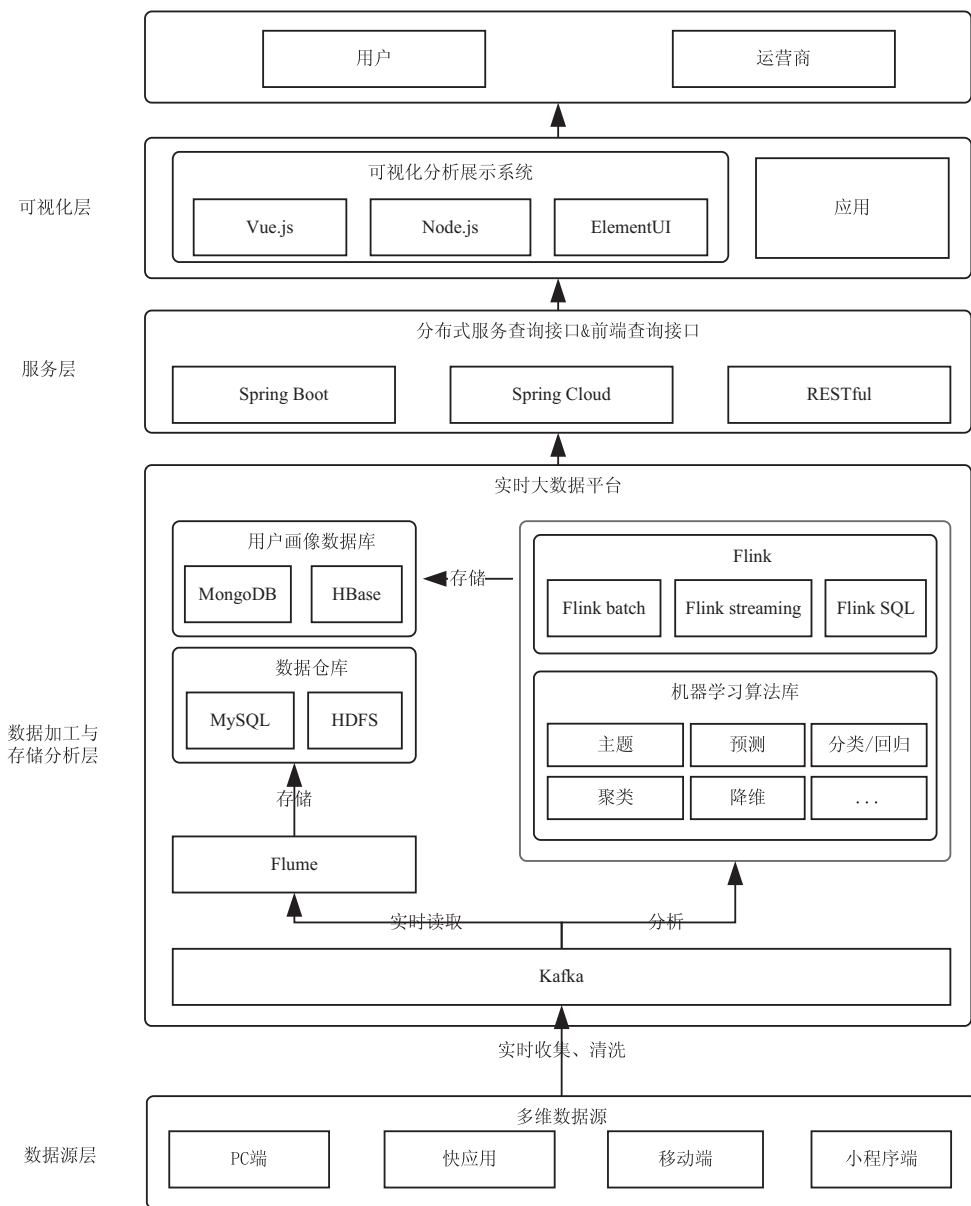 用户
运营商
可视化层
可视化分析展示系统
Vue.js
Node.js
ElementUI
应用
服务层
分布式服务查询接口&前端查询接口
Spring Boot
Spring Cloud
RESTful
实时大数据平台
数据加工与
存储分析层
用户画像数据库
MongoDB
HBase
存储
Flink
Flink batch
Flink streaming
Flink SQL
数据仓库
MySQL
HDFS
机器学习算法库
主题
预测
分类/回归
聚类
降维
...
存储
Flume
实时读取
分析
Kafka
实时收集、清洗
数据源层
多维数据源
PC端
快应用
移动端
小程序端